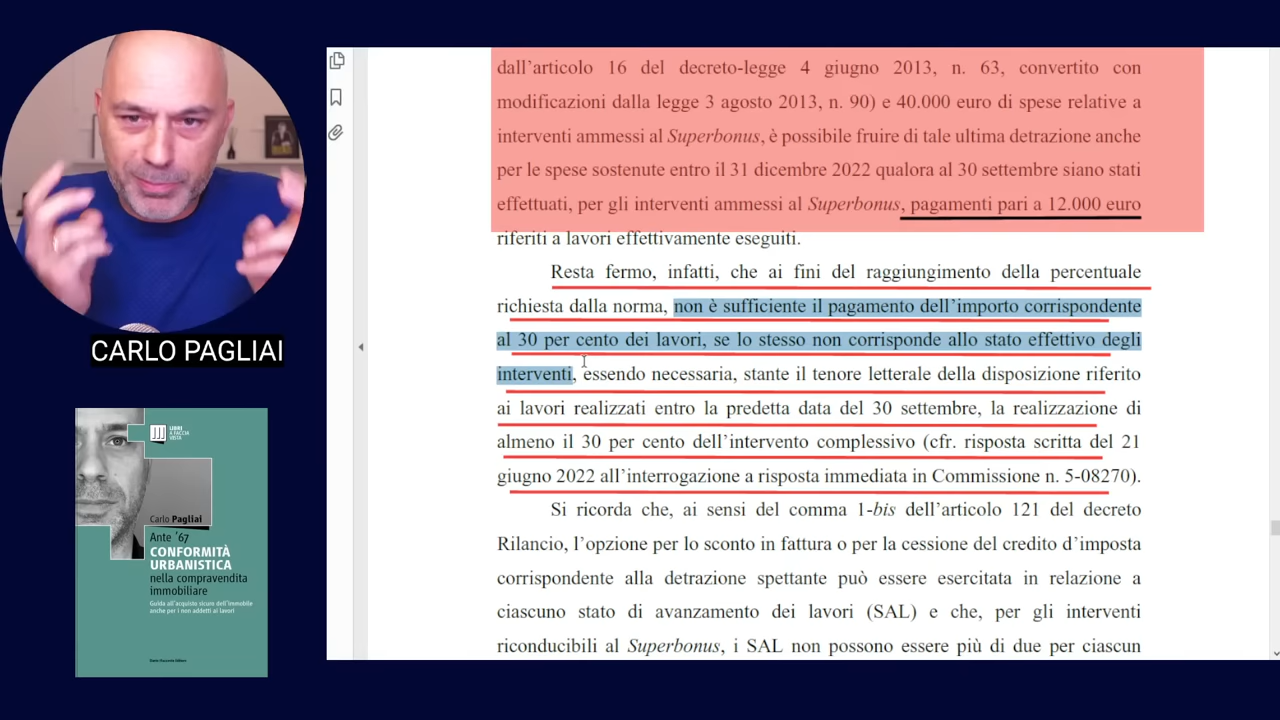 CARLO PAGLIAI
LIBRI
A FACCIA
VISTA
Carlo Pagliai
Ante '67
CONFORMITÀ
URBANISTICA
nella compravendita
immobiliare
Guida all'acquisto sicuro dell'immobile
anche per i non addetti ai lavori
dall'articolo 16 del decreto-legge 4 giugno 2013, n. 63, convertito con
modificazioni dalla legge 3 agosto 2013, n. 90) e 40.000 euro di spese relative a
interventi ammessi al Superbonus, è possibile fruire di tale ultima detrazione anche
per le spese sostenute entro il 31 dicembre 2022 qualora al 30 settembre siano stati
effettuati, per gli interventi ammessi al Superbonus, pagamenti pari a 12.000 euro
riferiti a lavori effettivamente eseguiti.
Resta fermo, infatti, che ai fini del raggiungimento della percentuale
richiesta dalla norma, non è sufficiente il pagamento dell'importo corrispondente
al 30 per cento dei lavori, se lo stesso non corrisponde allo stato effettivo degli
interventi, essendo necessaria, stante il tenore letterale della disposizione riferito
ai lavori realizzati entro la predetta data del 30 settembre, la realizzazione di
almeno il 30 per cento dell'intervento complessivo (cfr. risposta scritta del 21
giugno 2022 all'interrogazione a risposta immediata in Commissione n. 5-08270).
Si ricorda che, ai sensi del comma 1-bis dell'articolo 121 del decreto
Rilancio, l'opzione per lo sconto in fattura o per la cessione del credito d'imposta
corrispondente alla detrazione spettante può essere esercitata in relazione a
ciascuno stato di avanzamento dei lavori (SAL) e che, per gli interventi
riconducibili al Superbonus, i SAL non possono essere più di due per ciascun